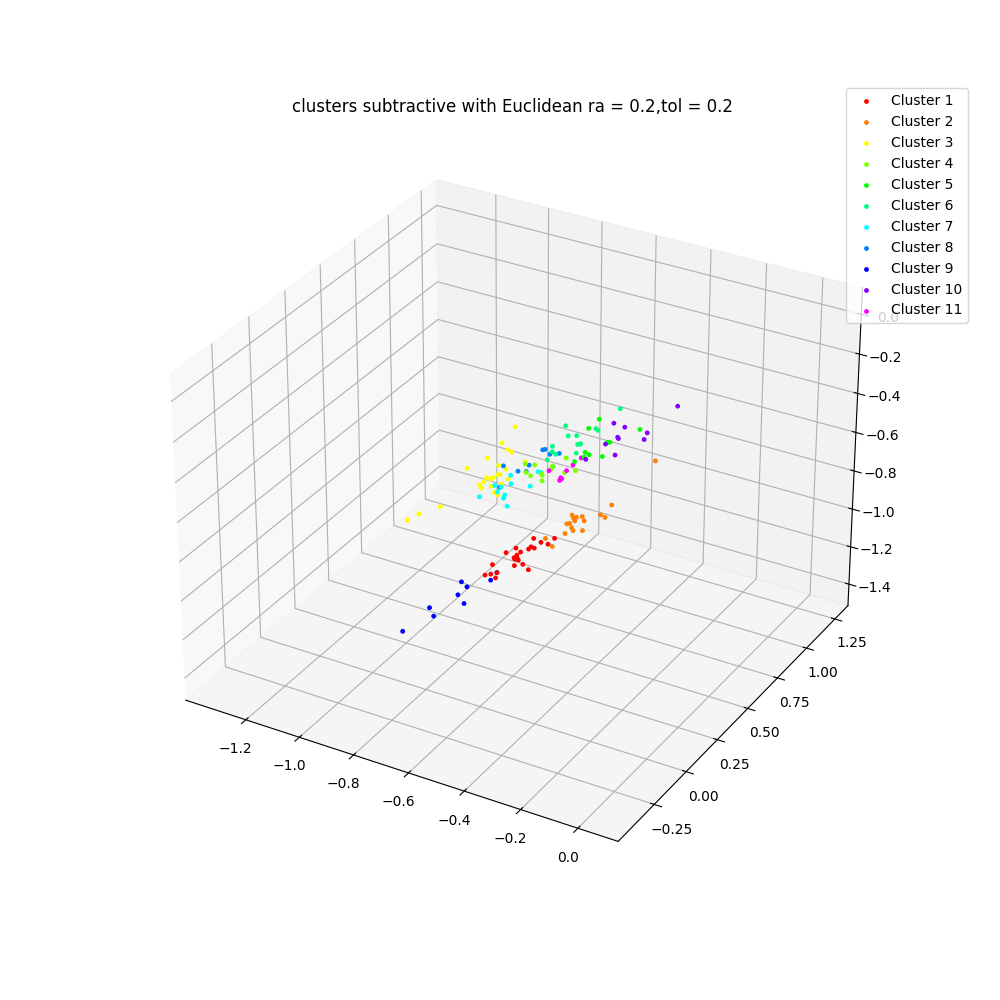 clusters subtractive with Euclidean ra = 0.2,tol = 0.2
Cluster 1
Cluster 2
Cluster 3
Cluster 4
Cluster 5
Cluster 6
Cluster 7
Cluster 8
Cluster 9
Cluster 10
Cluster 11
0.0
−0.2
−0.4
−0.6
−0.8
−1.0
−1.2
−1.4
1.25
1.00
0.75
0.50
0.25
0.00
−0.25
−1.2
−1.0
−0.8
−0.6
−0.4
−0.2
0.0